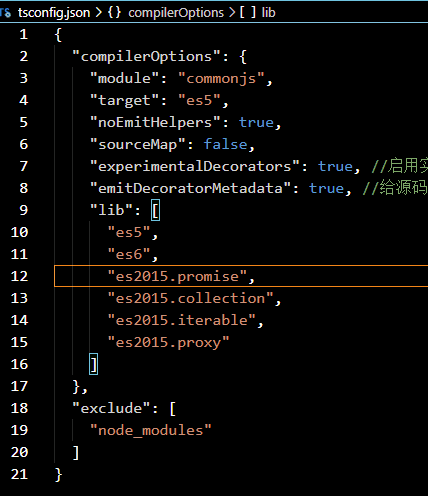 tsconfig.json > {} compilerOptions > [ ] lib
1 {
2 "compilerOptions": {
3 "module": "commonjs",
4 "target": "es5",
5 "noEmitHelpers": true,
6 "sourceMap": false,
7 "experimentalDecorators": true, //启用实
8 "emitDecoratorMetadata": true, //给源码
9 "lib": [
10 "es5",
11 "es6",
12 "es2015.promise",
13 "es2015.collection",
14 "es2015.iterable",
15 "es2015.proxy"
16 ]
17 },
18 "exclude": [
19 "node_modules"
20 ]
21 }